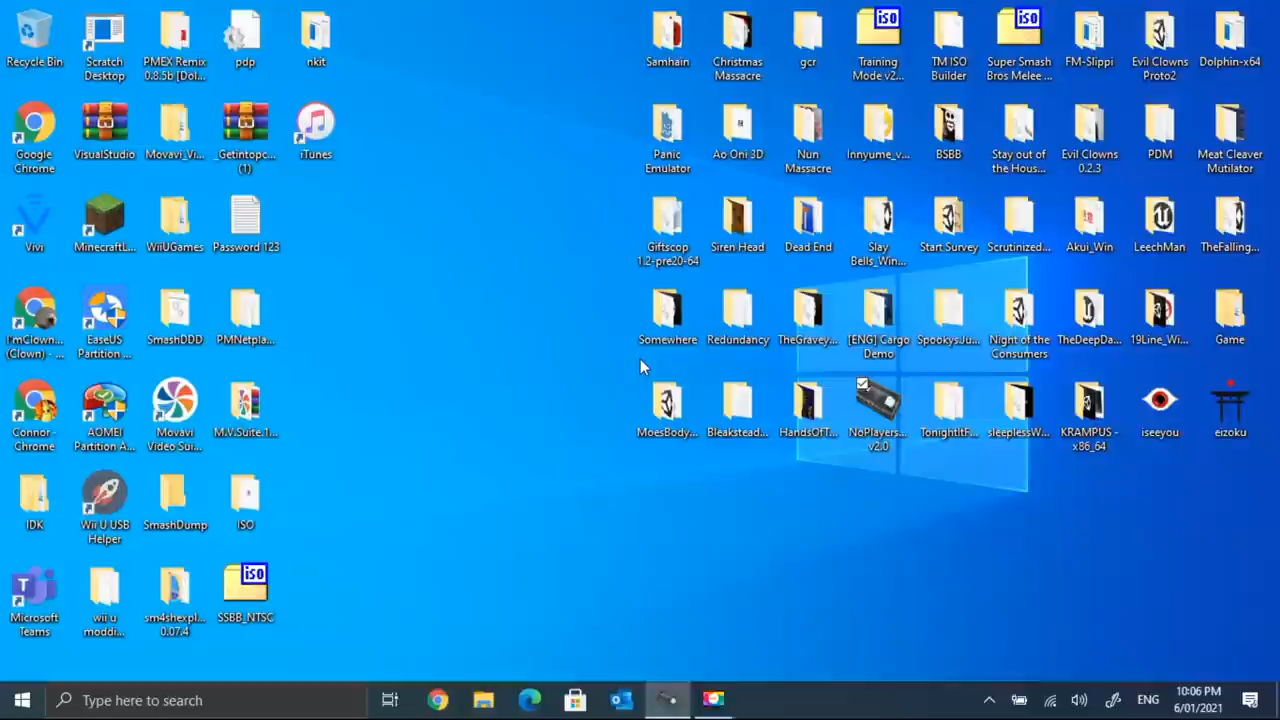 Recycle Bin
Scratch
Desktop
PMEX Remix
0.8.5b [Dol...
pdp
nkit
Samhain
Christmas
Massacre
gcr
iso
Training
Mode v2...
TM ISO
Builder
iso
Super Smash
Bros Melee ...
FM-Slippi
Evil Clowns
Proto2
Dolphin-x64
Google
Chrome
VisualStudio
Movavi_Vi...
_Getintopc...
(1)
iTunes
Panic
Emulator
Ao Oni 3D
Nun
Massacre
Innyume_v...
BSBB
Stay out of
the Hous...
Evil Clowns
0.2.3
PDM
Meat Cleaver
Mutilator
Vivi
MinecraftL...
WiiUGames
Password 123
Giftscop
1.2-pre20-64
Siren Head
Dead End
Slay
Bells_Win...
Start Survey
Scrutinized...
Akui_Win
LeechMan
TheFalling...
I'mClown...
(Clown) - ...
EaseUS
Partition ...
SmashDDD
PMNetpla...
Somewhere
Redundancy
TheGravey...
[ENG] Cargo
Demo
SpookysJu...
Night of the
Consumers
TheDeepDa...
19Line_Wi...
Game
Connor -
Chrome
AOMEI
Partition A...
Movavi
Video Sui...
M.V.Suite.1...
MoesBody...
Bleakstead...
HandsOfT...
NoPlayers...
v2.0
TonightItF...
sleeplessW...
KRAMPUS -
x86_64
iseeyou
eizoku
IDK
Wii U USB
Helper
SmashDump
ISO
Microsoft
Teams
wii u
moddi...
sm4shexpl...
0.07.4
iso
SSBB_NTSC
Type here to search
ENG
10:06 PM
6/01/2021